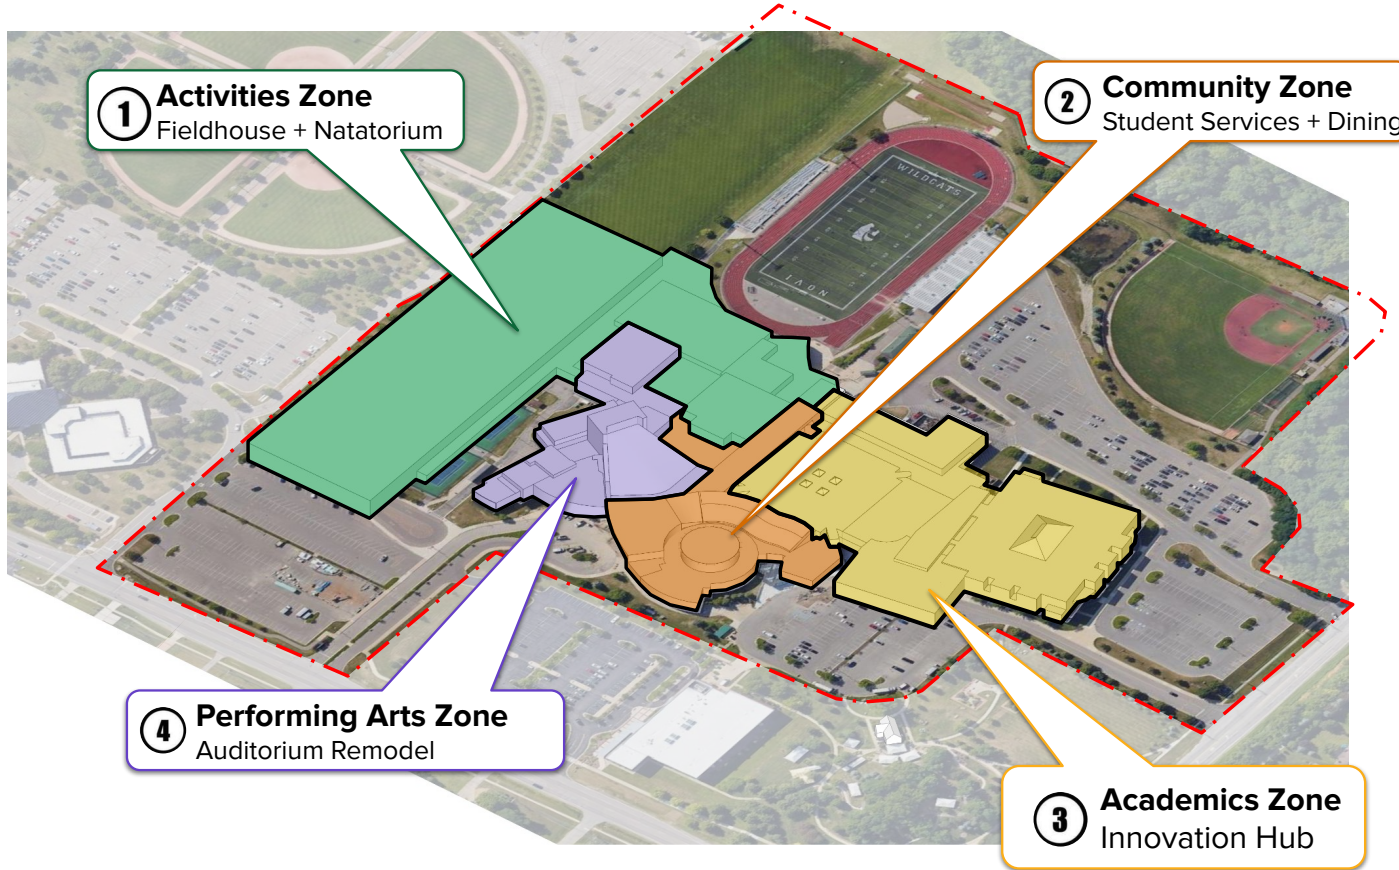 1
Activities Zone
Fieldhouse + Natatorium
2
Community Zone
Student Services + Dining
WILDCATS
NOVI
4
Performing Arts Zone
Auditorium Remodel
3
Academics Zone
Innovation Hub